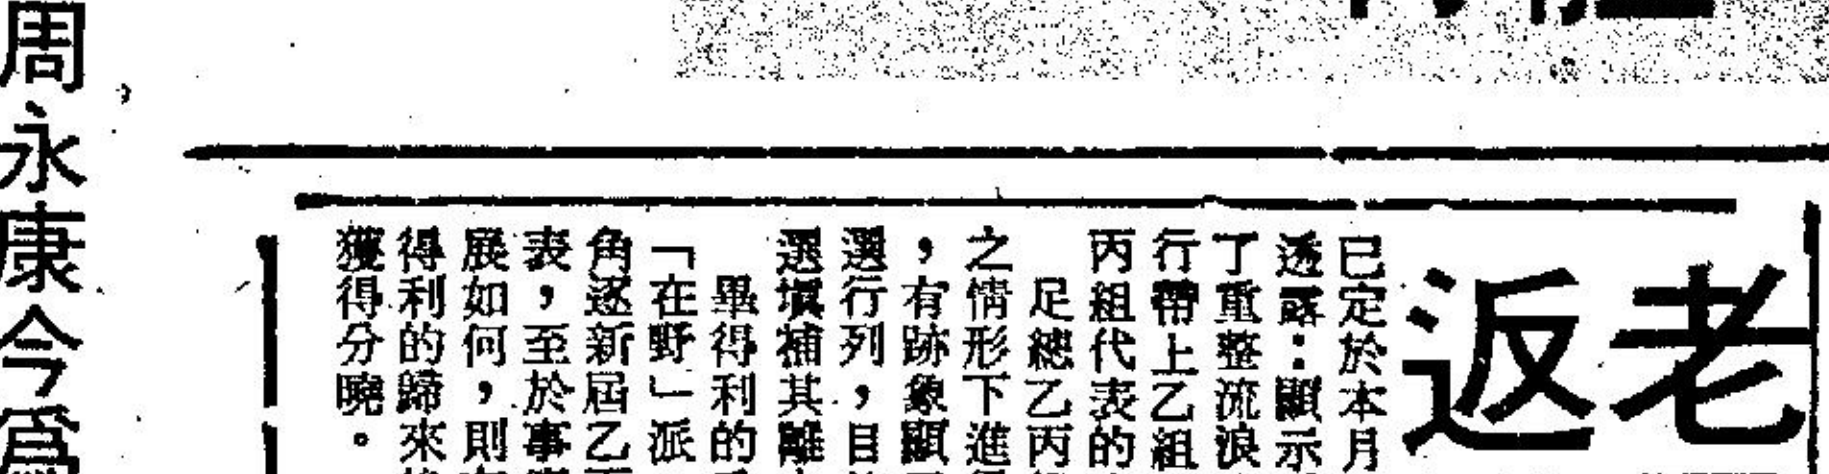 老
返
已定於本月
透露：顯示
了重整流浪
行帶上乙組
丙組代表的
足總乙丙
之情形下進
，有跡象顯
選行列，目
選填補其離
畢得利的
「在野」派
角逐新屆乙
表，至於事
展如何，則
得利的歸來
獲得分曉。
周永康今為